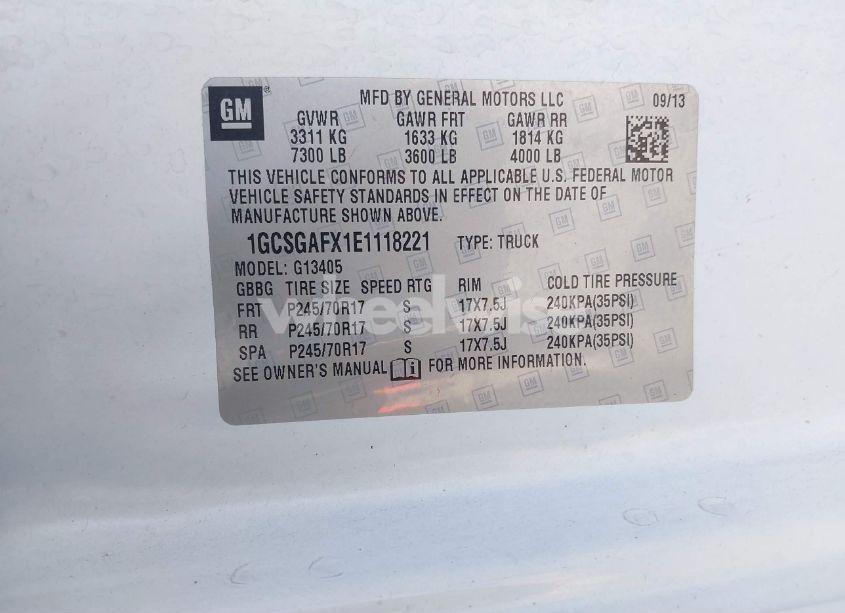 GM
MFD BY GENERAL MOTORS LLC 09/13
GVWR GAWR FRT GAWR RR
3311 KG 1633 KG 1814 KG
7300 LB 3600 LB 4000 LB
THIS VEHICLE CONFORMS TO ALL APPLICABLE U.S. FEDERAL MOTOR
VEHICLE SAFETY STANDARDS IN EFFECT ON THE DATE OF
MANUFACTURE SHOWN ABOVE.
1GCSGAFX1E1118221 TYPE: TRUCK
MODEL: G13405
GBBG TIRE SIZE SPEED RTG RIM COLD TIRE PRESSURE
FRT P245/70R17 S 17X7.5J 240KPA(35PSI)
RR P245/70R17 S 17X7.5J 240KPA(35PSI)
SPA P245/70R17 S 17X7.5J 240KPA(35PSI)
SEE OWNER'S MANUAL FOR MORE INFORMATION.